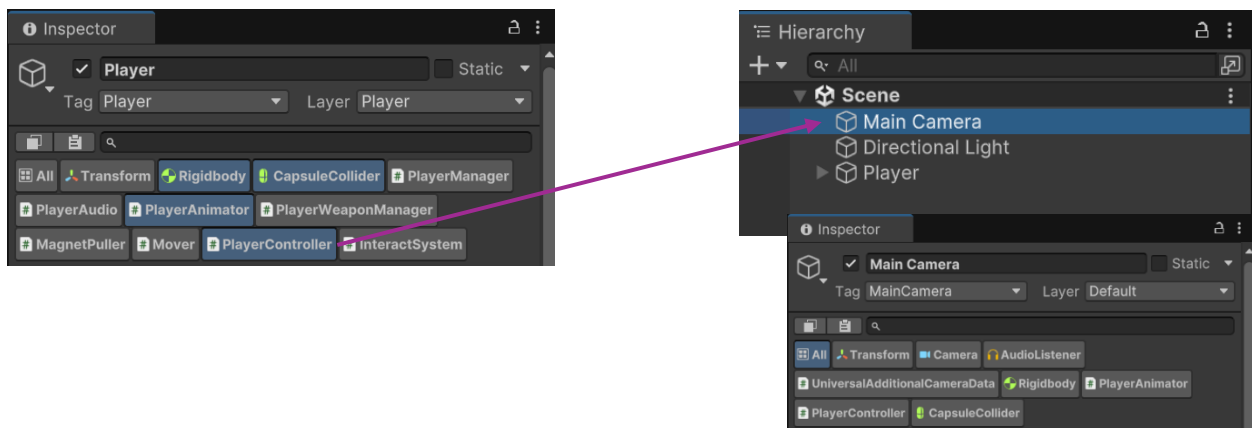 Inspector
Player
Static
Tag Player Layer Player
All Transform Rigidbody CapsuleCollider PlayerManager
PlayerAudio PlayerAnimator PlayerWeaponManager
MagnetPuller Mover PlayerController InteractSystem
Hierarchy
All
Scene
Main Camera
Directional Light
Player
Inspector
Main Camera
Static
Tag MainCamera Layer Default
All Transform Camera AudioListener
UniversalAdditionalCameraData Rigidbody PlayerAnimator
PlayerController CapsuleCollider